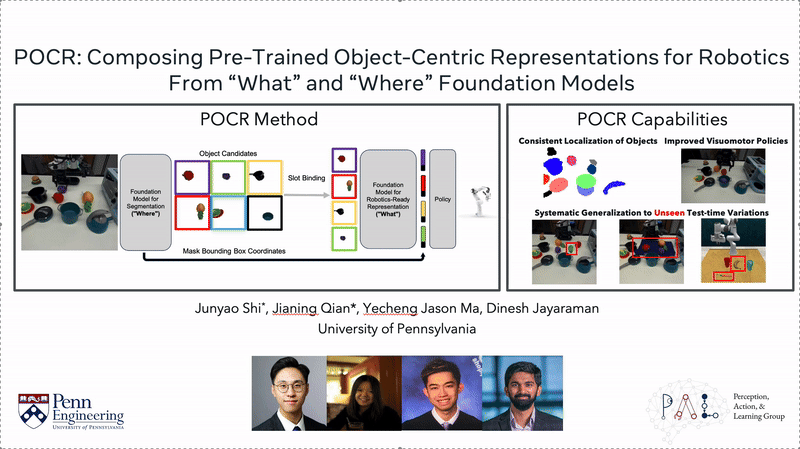 POCR: Composing Pre-Trained Object-Centric Representations for Robotics
From “What” and “Where” Foundation Models
POCR Method
Object Candidates
Foundation
Model for
Segmentation
("Where")
Slot Binding
Foundation
Model for
Robotics-Ready
Representation
("What")
Policy
Mask Bounding Box Coordinates
POCR Capabilities
Consistent Localization of Objects
Improved Visuomotor Policies
Systematic Generalization to Unseen Test-time Variations
Junyao Shi*, Jianing Qian*, Yecheng Jason Ma, Dinesh Jayaraman
University of Pennsylvania
Penn
Engineering
UNIVERSITY OF PENNSYLVANIA
PAL
Perception,
Action, &
Learning Group